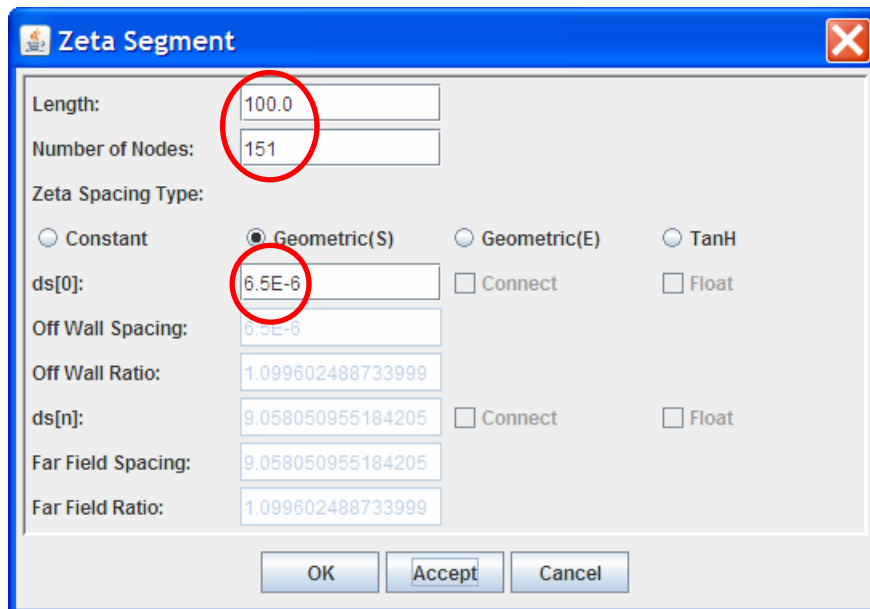 Zeta Segment
Length: 100.0
Number of Nodes: 151
Zeta Spacing Type:
Constant Geometric(S) Geometric(E) TanH
ds[0]: 6.5E-6 Connect Float
Off Wall Spacing: 6.5E-6
Off Wall Ratio: 1.099602488733999
ds[n]: 9.058050955184205 Connect Float
Far Field Spacing: 9.058050955184205
Far Field Ratio: 1.099602488733999
OK Accept Cancel